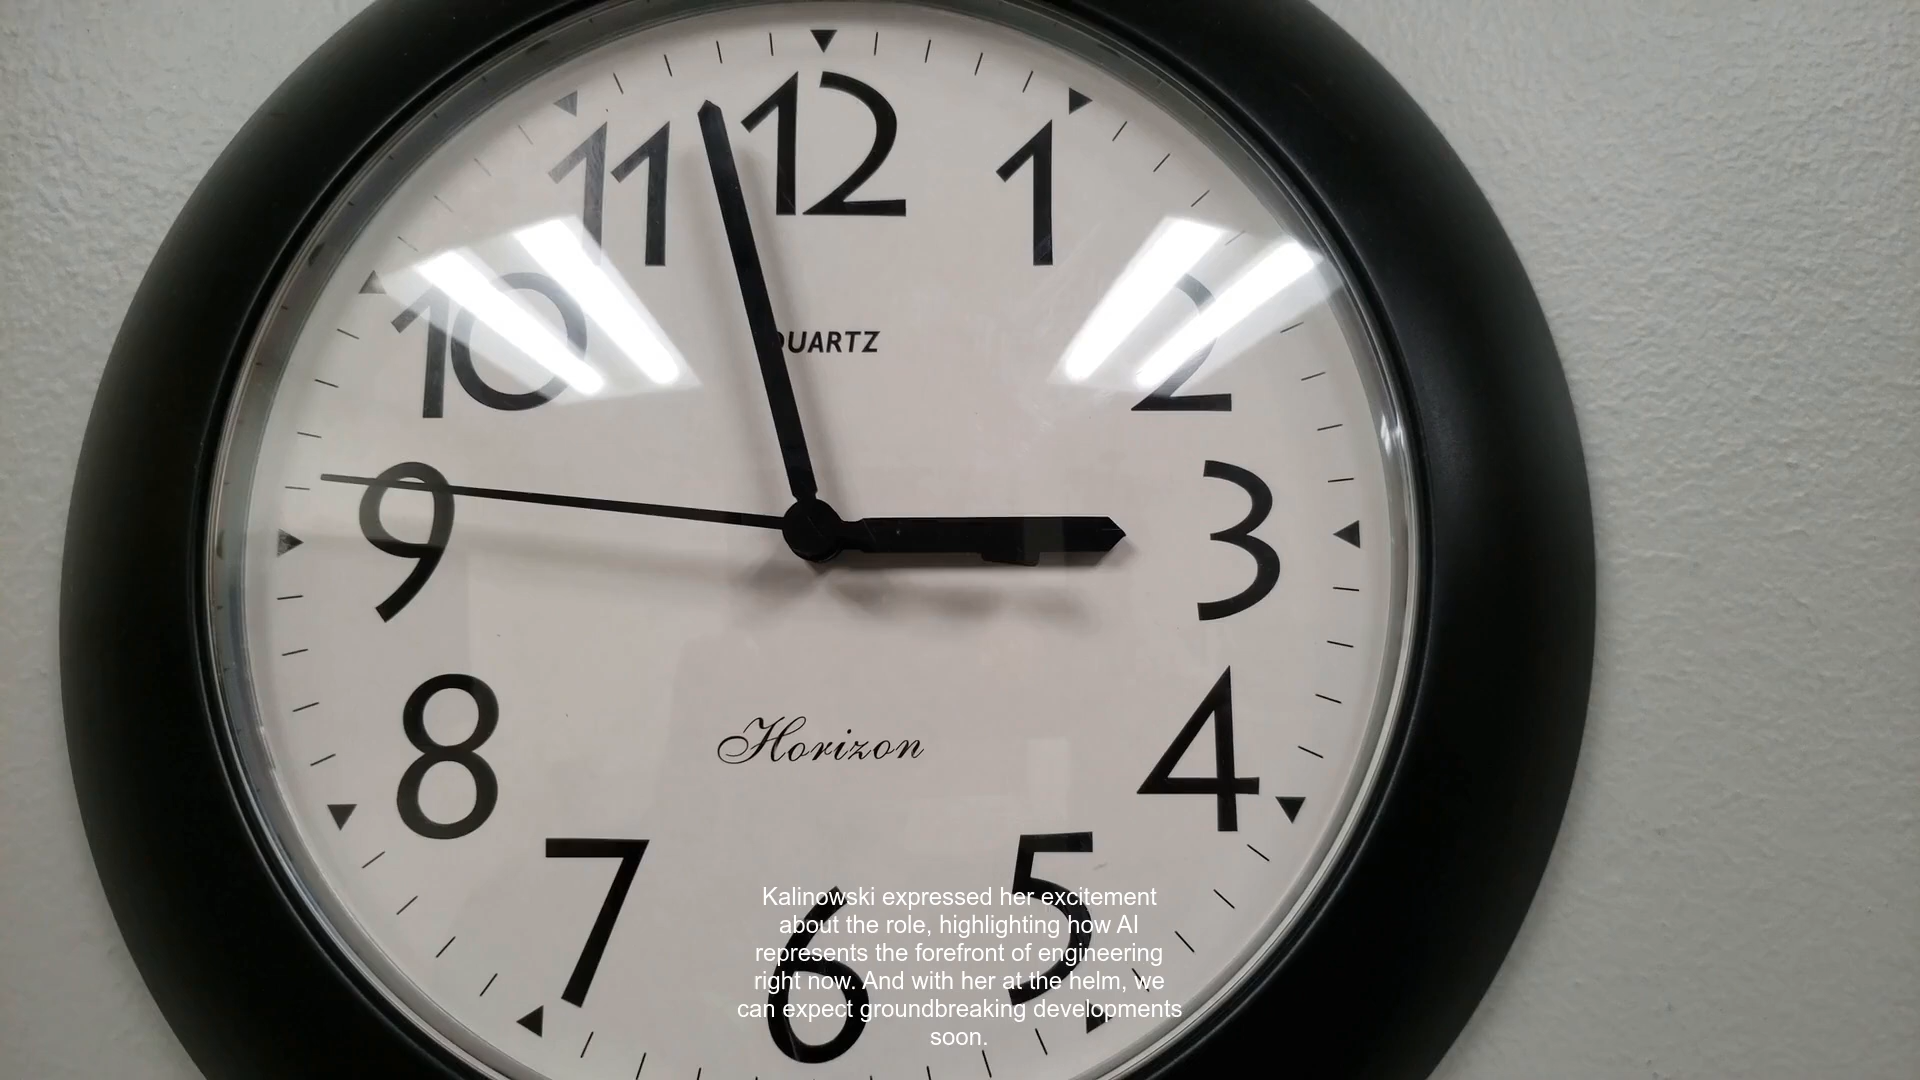 12
11
1
10
2
QUARTZ
9
3
Horizon
8
4
7
5
6
Kalinowski expressed her excitement
about the role, highlighting how AI
represents the forefront of engineering
right now. And with her at the helm, we
can expect groundbreaking developments
soon.